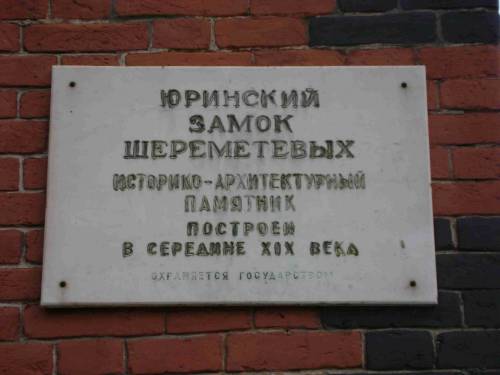 ЮРИНСКИЙ
ЗАМОК
ШЕРЕМЕТЕВЫХ
ИСТОРИКО-АРХИТЕКТУРНЫЙ
ПАМЯТНИК
ПОСТРОЕН
В СЕРЕДИНЕ XIX ВЕКА
ОХРАНЯЕТСЯ ГОСУДАРСТВОМ